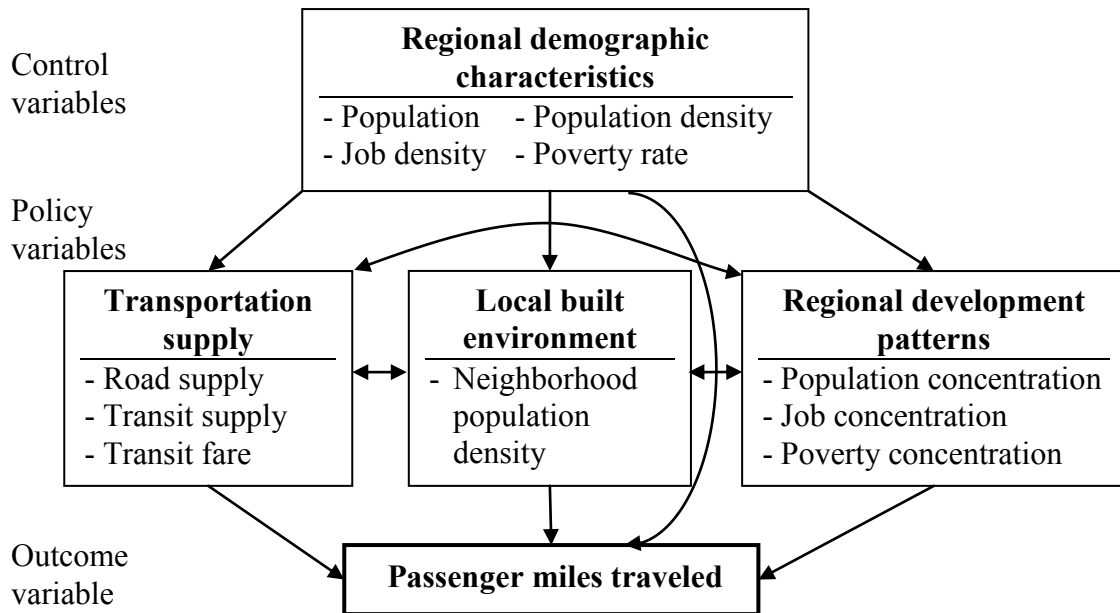 Control
variables
Regional demographic
characteristics
- Population - Population density
- Job density - Poverty rate
Policy
variables
Transportation
supply
- Road supply
- Transit supply
- Transit fare
Local built
environment
- Neighborhood
population
density
Regional development
patterns
- Population concentration
- Job concentration
- Poverty concentration
Outcome
variable
Passenger miles traveled